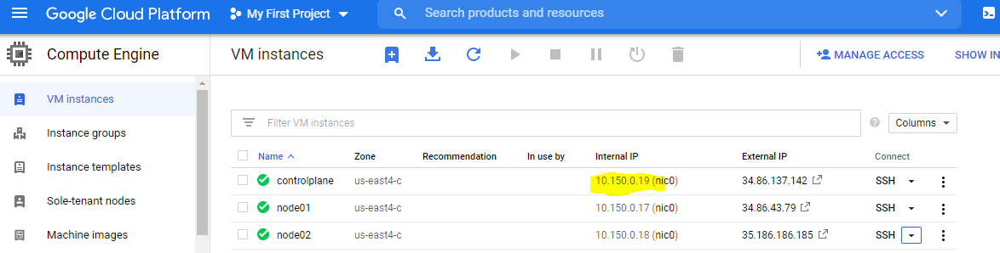 Google Cloud Platform My First Project Search products and resources
Compute Engine VM instances MANAGE ACCESS SHOW IN
VM instances
Instance groups
Instance templates
Sole-tenant nodes
Machine images
Filter VM instances Columns
Name Zone Recommendation In use by Internal IP External IP Connect
controlplane us-east4-c 10.150.0.19 (nic0) 34.86.137.142 SSH
node01 us-east4-c 10.150.0.17 (nic0) 34.86.43.79 SSH
node02 us-east4-c 10.150.0.18 (nic0) 35.186.186.185 SSH